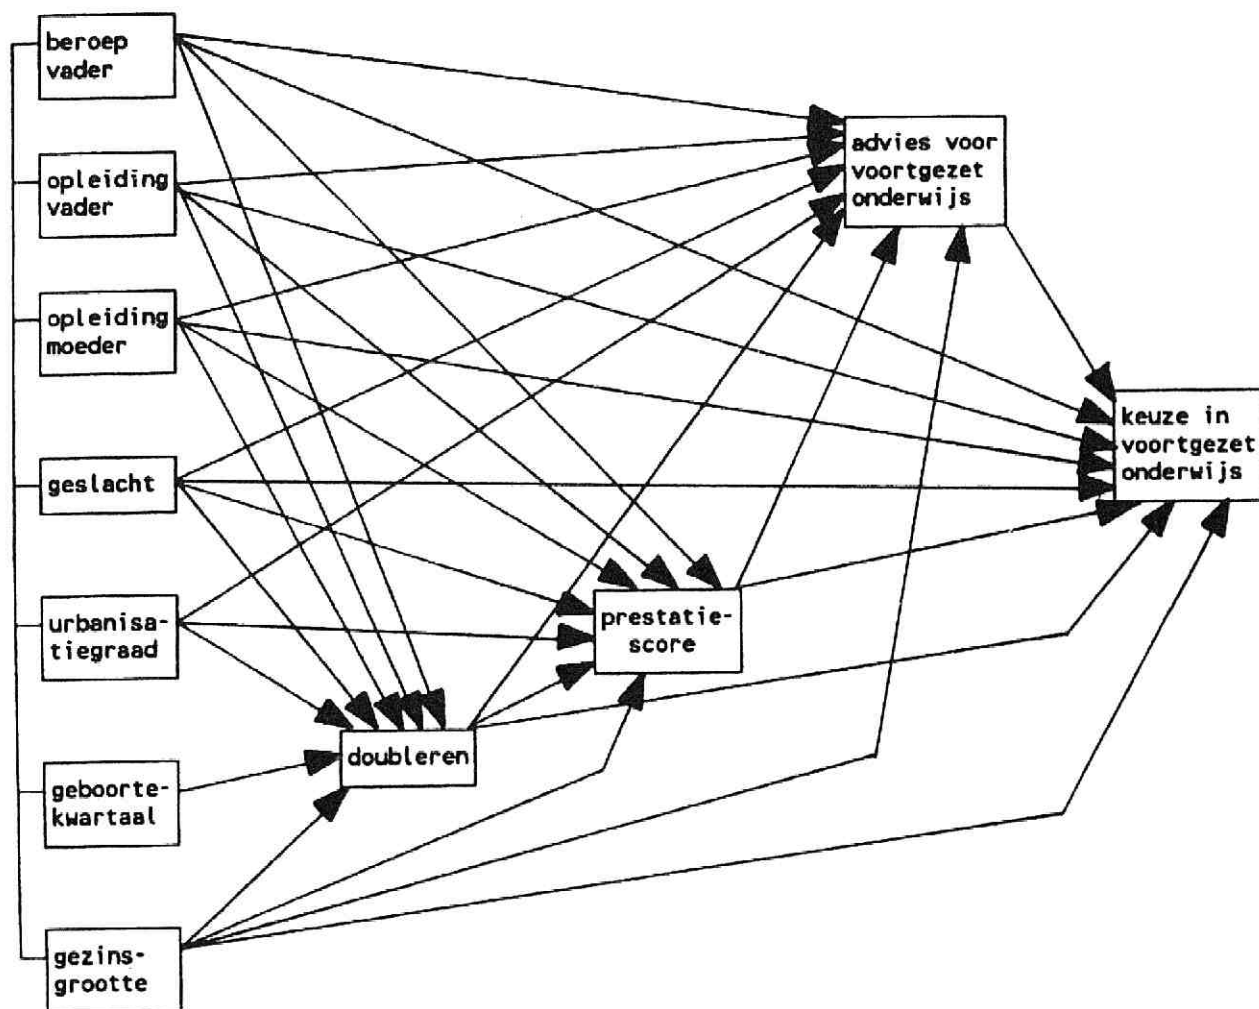 beroep
vader
opleiding
vader
opleiding
moeder
geslacht
urbanisa-
tiegraad
geboorte-
kwartaal
gezins-
grootte
doubleren
prestatie-
score
advies voor
voortgezet
onderwijs
keuze in
voortgezet
onderwijs